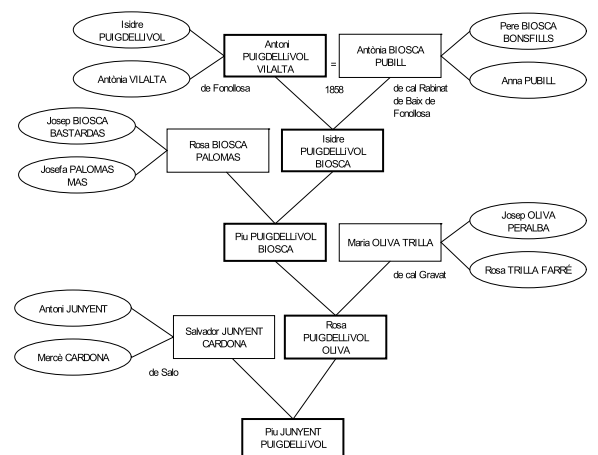 Isidre
PUIGDELLIVOL
Antònia VILALTA
Antoni
PUIGDELLíVOL
VILALTA
de Fonollosa
=
1858
Antònia BIOSCA
PUBILL
de cal Rabinat
de Baix de
Fonollosa
Pere BIOSCA
BONSFILLS
Anna PUBILL
Josep BIOSCA
BASTARDAS
Josefa PALOMAS
MAS
Rosa BIOSCA
PALOMAS
Isidre
PUIGDELLíVOL
BIOSCA
Piu PUIGDELLíVOL
BIOSCA
Maria OLIVA TRILLA
de cal Gravat
Josep OLIVA
PERALBA
Rosa TRILLA FARRÉ
Antoni JUNYENT
Mercè CARDONA
Salvador JUNYENT
CARDONA
de Salo
Rosa
PUIGDELLíVOL
OLIVA
Piu JUNYENT
PUIGDELLíVOL